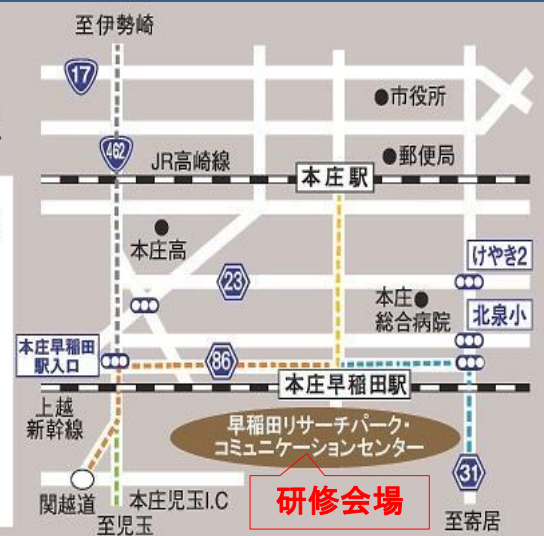 至伊勢崎
17
●市役所
462
JR高崎線
●郵便局
本庄駅
●
本庄高
けやき2
23
本庄●
総合病院
北泉小
本庄早稲田
駅入口
86
本庄早稲田駅
上越
新幹線
早稲田リサーチパーク・
コミュニケーションセンター
31
関越道
本庄児玉I.C
研修会場
至児玉
至寄居